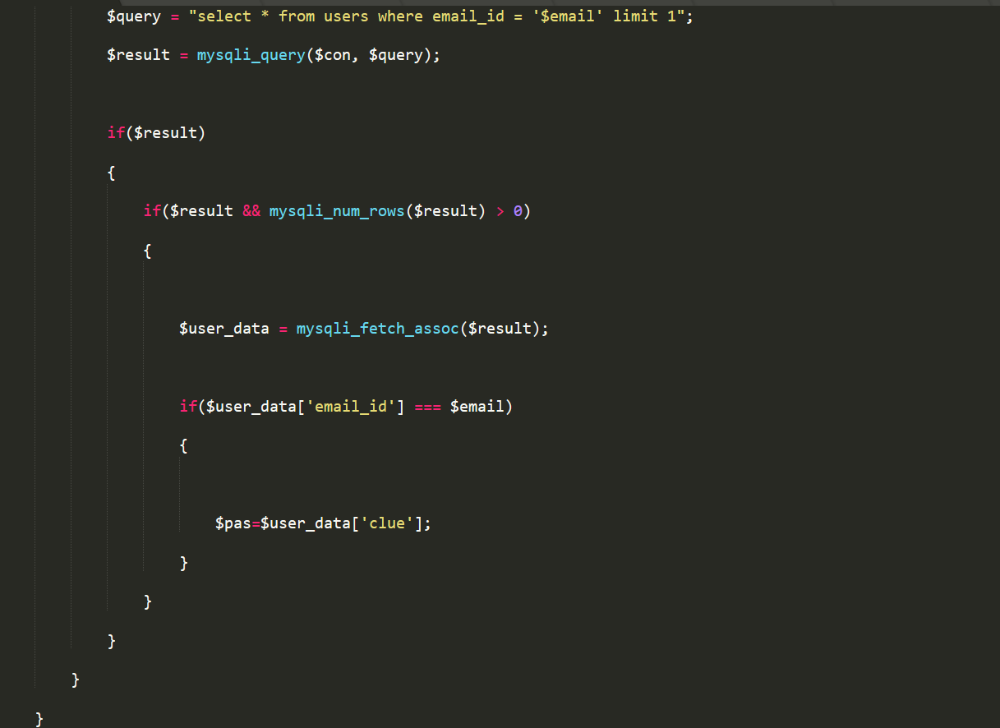 $query = "select * from users where email_id = '$email' limit 1";
$result = mysqli_query($con, $query);
if($result)
{
if($result && mysqli_num_rows($result) > 0)
{
$user_data = mysqli_fetch_assoc($result);
if($user_data['email_id'] === $email)
{
$pas=$user_data['clue'];
}
}
}
}
}